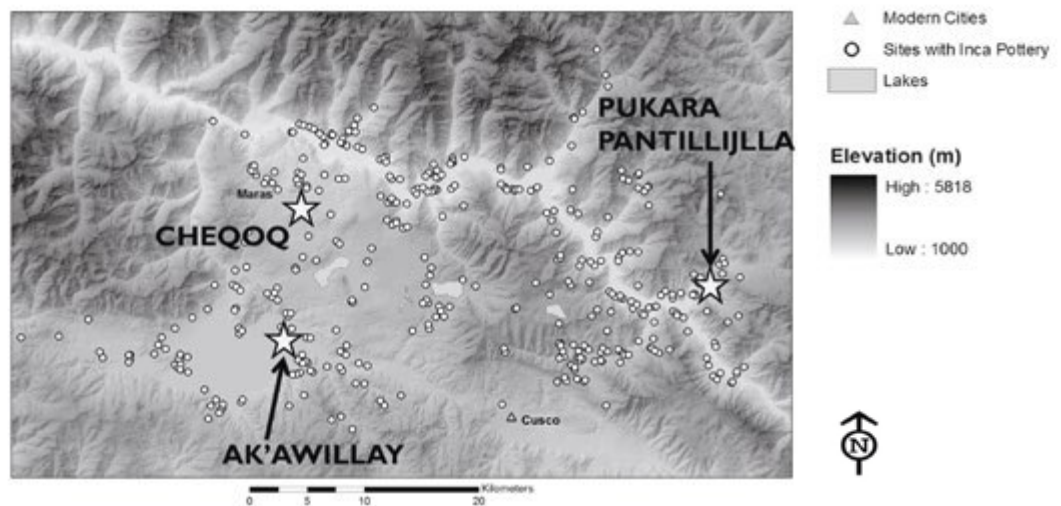 Modern Cities
Sites with Inca Pottery
Lakes
Elevation (m)
High : 5818
Low : 1000
PUKARA
PANTILLIJLLA
Maras
CHEQOQ
AK'AWILLAY
Cusco
Kilometers
0 5 10 20
N